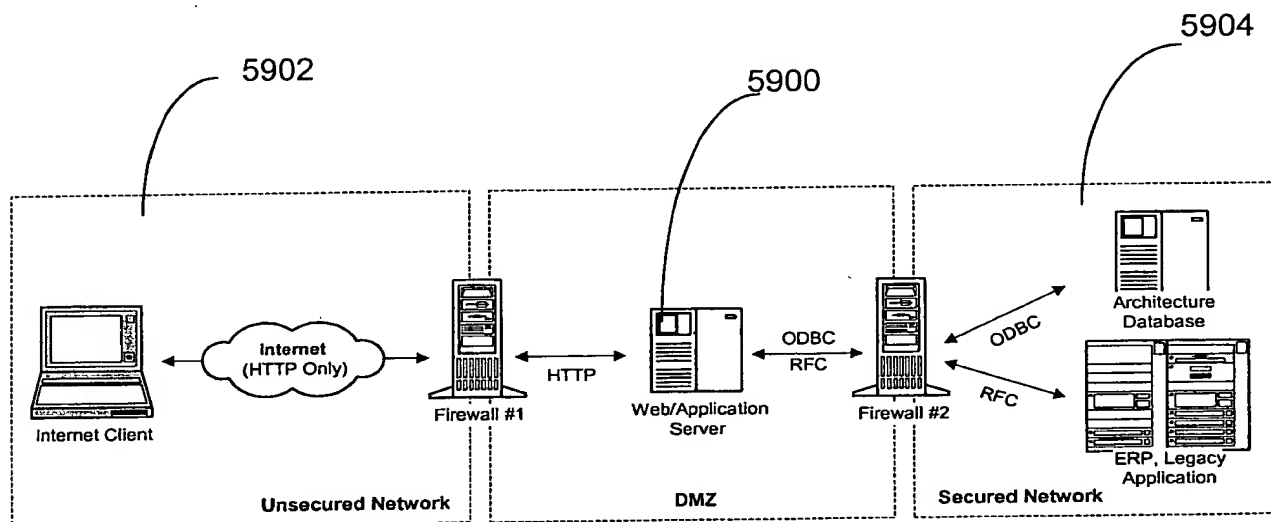 5902
5900
5904
Internet
(HTTP Only)
Internet Client
Firewall #1
HTTP
Web/Application
Server
ODBC
RFC
Firewall #2
ODBC
RFC
Architecture
Database
ERP, Legacy
Application
Unsecured Network
DMZ
Secured Network